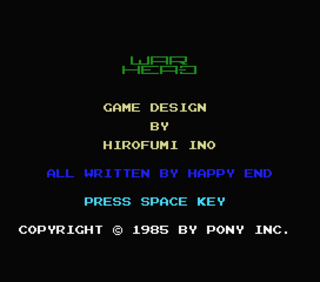 WAR
HEAD
GAME DESIGN
BY
HIROFUMI INO
ALL WRITTEN BY HAPPY END
PRESS SPACE KEY
COPYRIGHT © 1985 BY PONY INC.